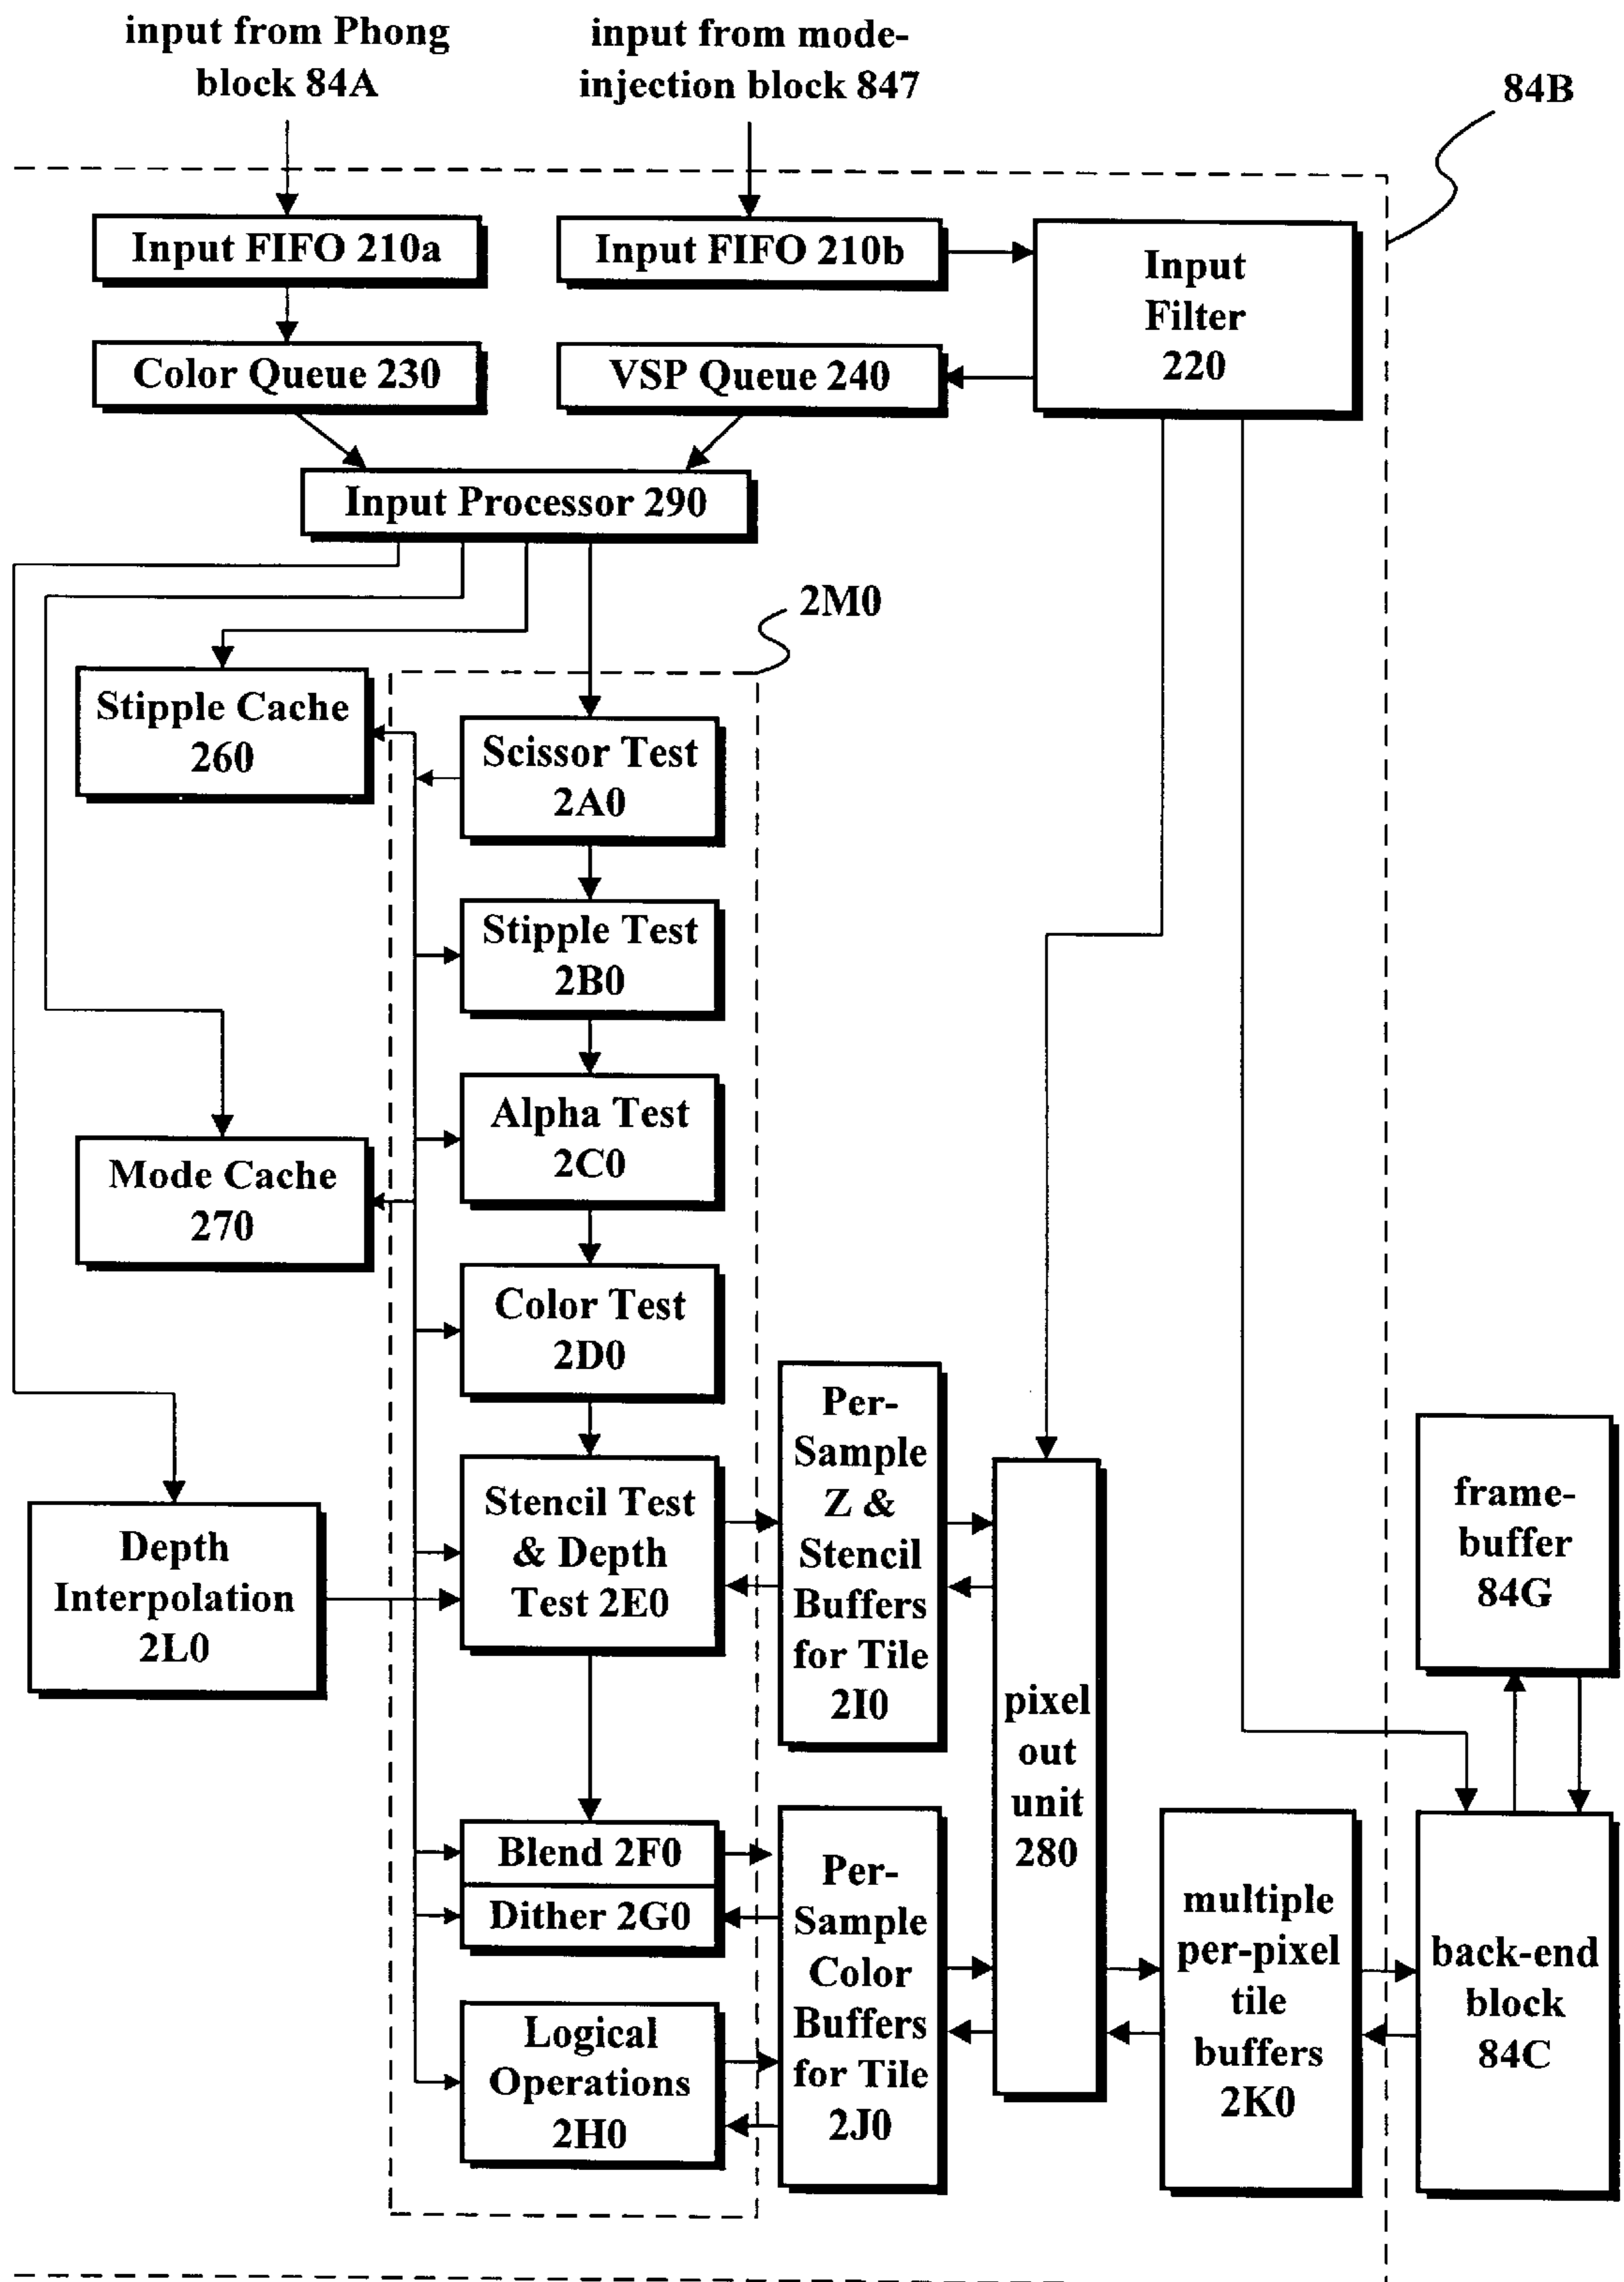 input from Phong
block 84A
input from mode-
injection block 847
84B
Input FIFO 210a
Input FIFO 210b
Input
Filter
220
Color Queue 230
VSP Queue 240
Input Processor 290
2M0
Stipple Cache
260
Scissor Test
2A0
Stipple Test
2B0
Alpha Test
2C0
Mode Cache
270
Color Test
2D0
Per-
Sample
Z &
Stencil
Buffers
for Tile
2I0
Stencil Test
& Depth
Test 2E0
Depth
Interpolation
2L0
frame-
buffer
84G
pixel
out
unit
280
Blend 2F0
Dither 2G0
Per-
Sample
Color
Buffers
for Tile
2J0
multiple
per-pixel
tile
buffers
2K0
back-end
block
84C
Logical
Operations
2H0